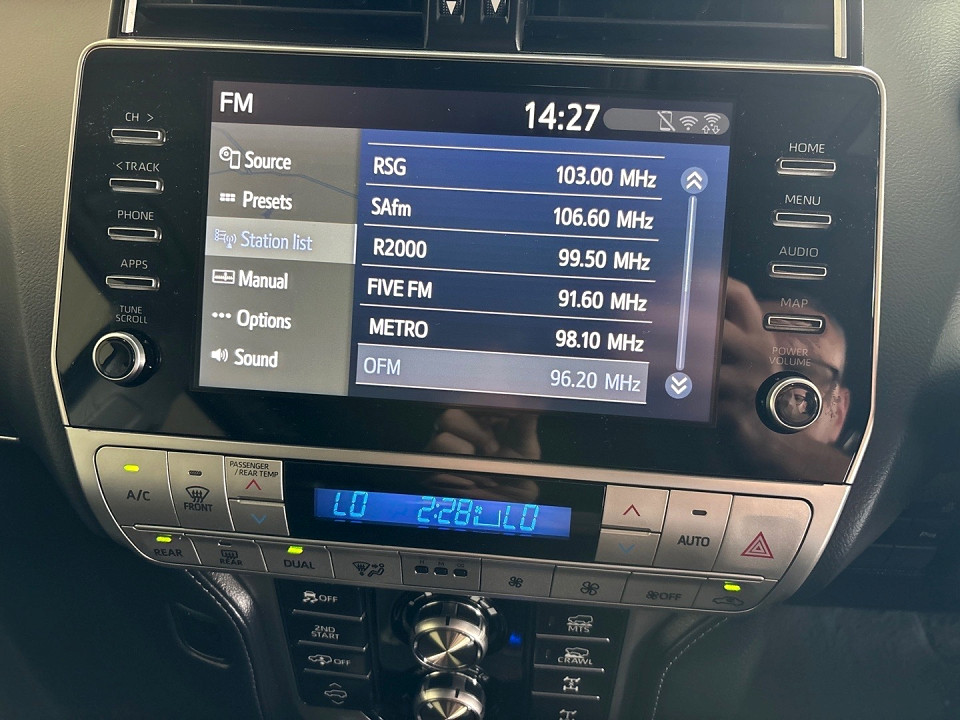 FM
14:27
CH >
< TRACK
PHONE
APPS
TUNE
SCROLL
Source
Presets
Station list
Manual
Options
Sound
RSG 103.00 MHz
SAfm 106.60 MHz
R2000 99.50 MHz
FIVE FM 91.60 MHz
METRO 98.10 MHz
OFM 96.20 MHz
HOME
MENU
AUDIO
MAP
POWER
VOLUME
A/C
FRONT
PASSENGER
/ REAR TEMP
LO 2:28 LO
AUTO
REAR
REAR
DUAL
OFF
OFF
2ND
START
OFF
MTS
CRAWL